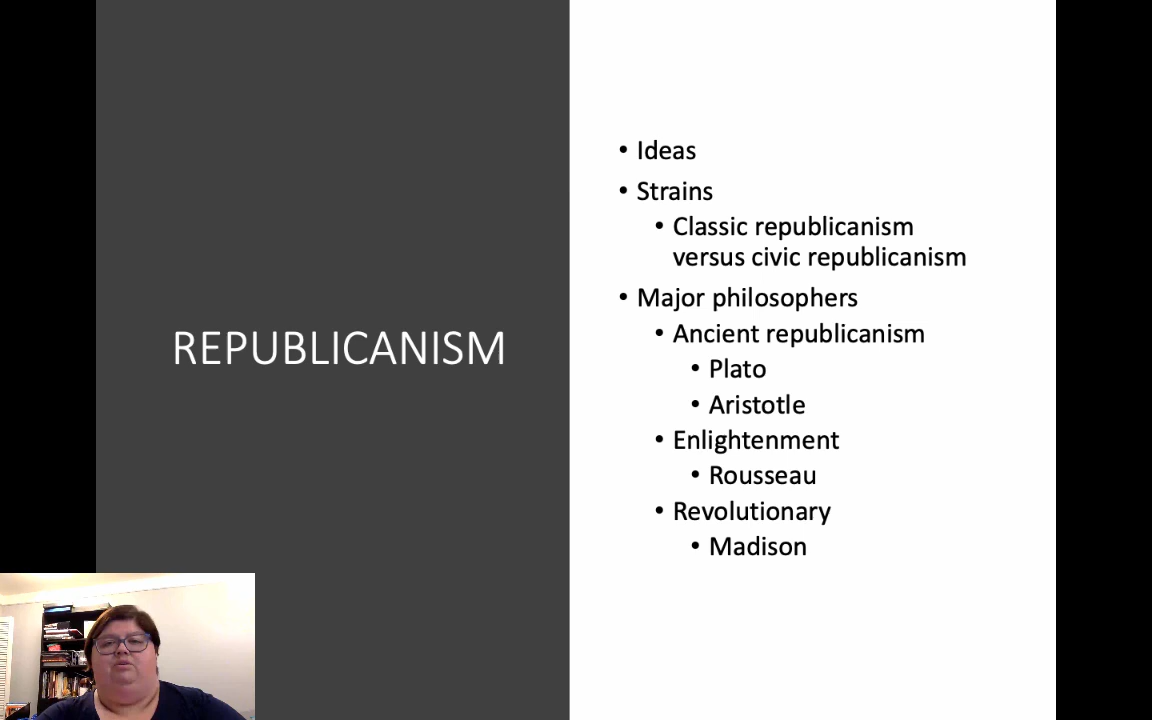 REPUBLICANISM
• Ideas
• Strains
• Classic republicanism
versus civic republicanism
• Major philosophers
• Ancient republicanism
• Plato
• Aristotle
• Enlightenment
• Rousseau
• Revolutionary
• Madison